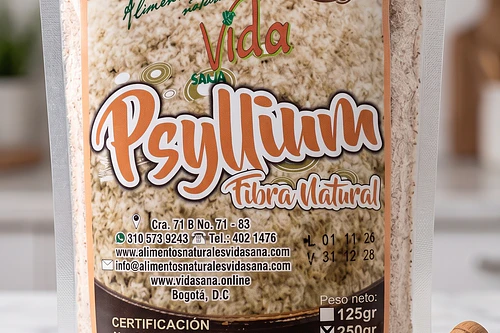 Alimentos
Vida
SANA
Psyllium
Fibra Natural
Cra. 71 B No. 71 - 83
310 573 9243 Tel.: 402 1476
www.alimentosnaturalesvidasana.com
info@alimentosnaturalesvidasana.com
www.vidasana.online
Bogotá, D.C
L 01 11 26
V 31 12 28
Peso neto:
125gr
250gr
CERTIFICACIÓN